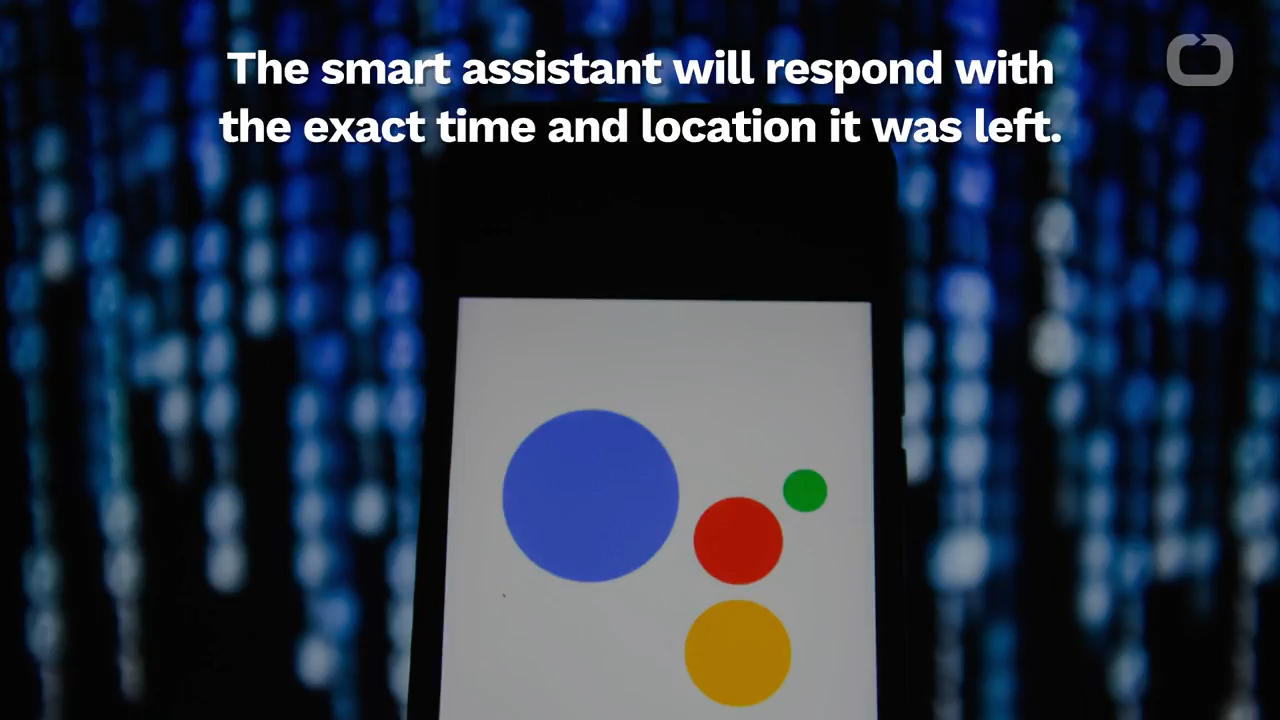 The smart assistant will respond with
the exact time and location it was left.